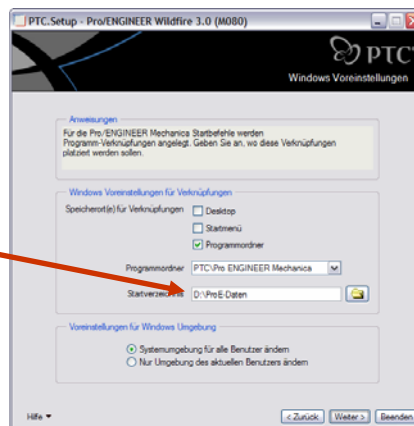 PTC.Setup - Pro/ENGINEER Wildfire 3.0 (M080)
PTC
Windows Voreinstellungen
Anweisungen
Für die Pro/ENGINEER Mechanica Startbefehle werden
Programm-Verknüpfungen angelegt. Geben Sie an, wo diese Verknüpfungen
platziert werden sollen.
Windows Voreinstellungen für Verknüpfungen
Speicherort(e) für Verknüpfungen Desktop
Startmenü
Programmordner
Programmordner PTC\Pro ENGINEER Mechanica
Startverzeichnis D:\ProE-Daten
Voreinstellungen für Windows Umgebung
Systemumgebung für alle Benutzer ändern
Nur Umgebung des aktuellen Benutzers ändern
Hilfe < Zurück Weiter > Beenden